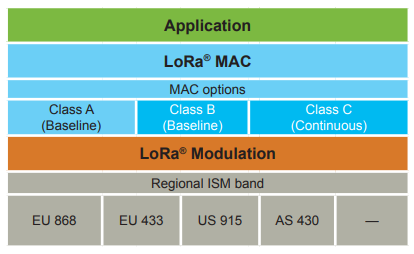 Application
LoRa® MAC
MAC options
Class A
(Baseline)
Class B
(Baseline)
Class C
(Continuous)
LoRa® Modulation
Regional ISM band
EU 868
EU 433
US 915
AS 430
—